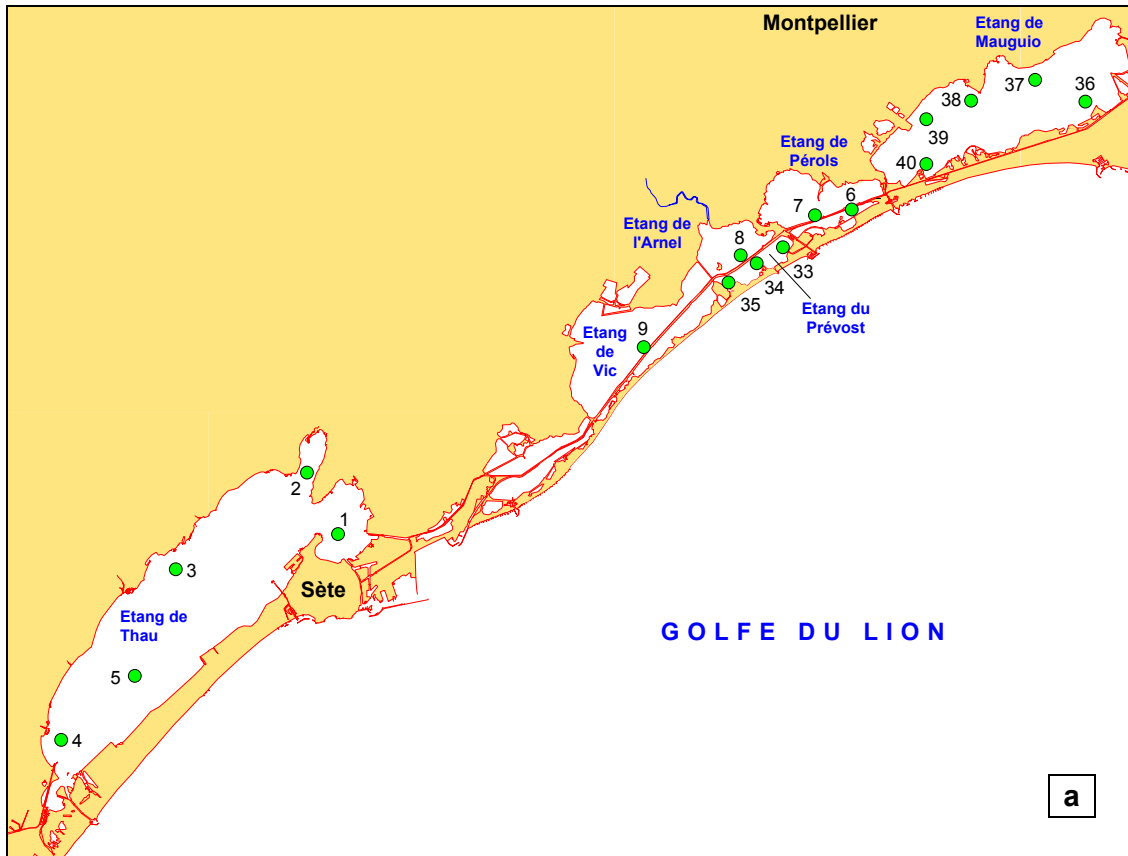 Montpellier
Etang de
Mauguio
37
36
38
39
40
Etang de
Pérols
6
7
Etang de
l'Arnel
8
33
34
35
Etang du
Prévost
9
Etang
de
Vic
2
1
3
Sète
Etang de
Thau
GOLFE DU LION
5
4
a